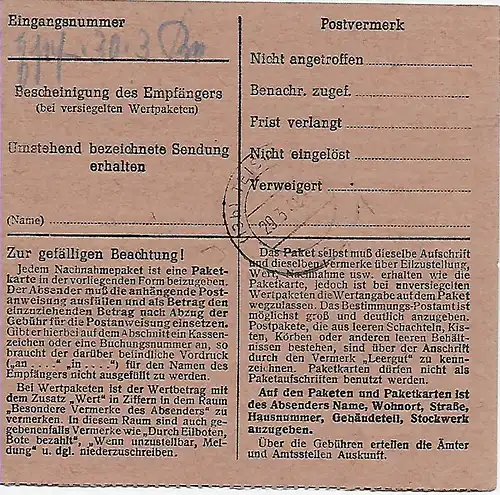 Eingangsnummer
30. 3
Bescheinigung des Empfängers
(bei versiegelten Wertpaketen)
Umstehend bezeichnete Sendung
erhalten
(Name)
Postvermerk
Nicht angetroffen
Benachr. zugef.
Frist verlangt
Nicht eingelöst
Verweigert
Zur gefälligen Beachtung!
Jedem Nachnahmepaket ist eine Paket-
karte in der vorliegenden Form beizugeben.
Der Absender muß die anhängende Post-
anweisung ausfüllen und als Betrag den
einzuziehenden Betrag nach Abzug der
Gebühr für die Postanweisung einsetzen.
Gibt er hierbei auf dem Abschnitt ein Kassen-
zeichen oder eine Buchungsnummer an, so
braucht der darüber befindliche Vordruck
(„an . . .“ „in . . .“) für den Namen des
Empfängers nicht ausgefüllt zu werden.
Bei Wertpaketen ist der Wertbetrag mit
dem Zusatz „Wert“ in Ziffern in dem Raum
„Besondere Vermerke des Absenders“ zu
vermerken. In diesem Raum sind auch ge-
gebenenfalls Vermerke wie „Durch Eilboten,
Bote bezahlt“, „Wenn unzustellbar, Mel-
dung“ u. dgl. niederzuschreiben.
Das Paket selbst muß dieselbe Aufschrift
und dieselben Vermerke über Eilzustellung,
Wert, Nachnahme usw. erhalten wie die
Paketkarte, jedoch ist bei unversiegelten
Wertpaketen die Wertangabe auf dem Paket
wegzulassen. Das Bestimmungs-Postamt ist
möglichst groß und deutlich anzugeben.
Postpakete, die aus leeren Schachteln, Kis-
ten, Körben oder anderen leeren Behält-
nissen bestehen, sind über der Anschrift
durch den Vermerk „Leergut“ zu kenn-
zeichnen. Paketkarten dürfen nicht als
Paketaufschriften benutzt werden.
Auf den Paketen und Paketkarten ist
des Absenders Name, Wohnort, Straße,
Hausnummer, Gebäudeteil, Stockwerk
anzugeben.
Über die Gebühren erteilen die Ämter
und Amtsstellen Auskunft.